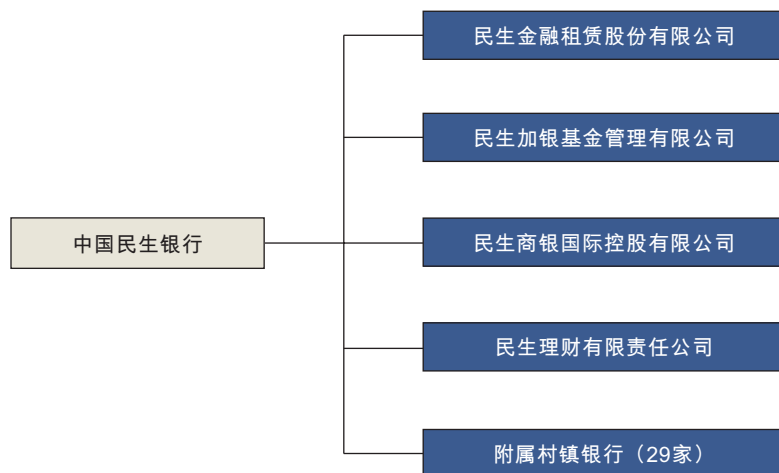 民生金融租赁股份有限公司
民生加银基金管理有限公司
中国民生银行
民生商银国际控股有限公司
民生理财有限责任公司
附属村镇银行（29家）